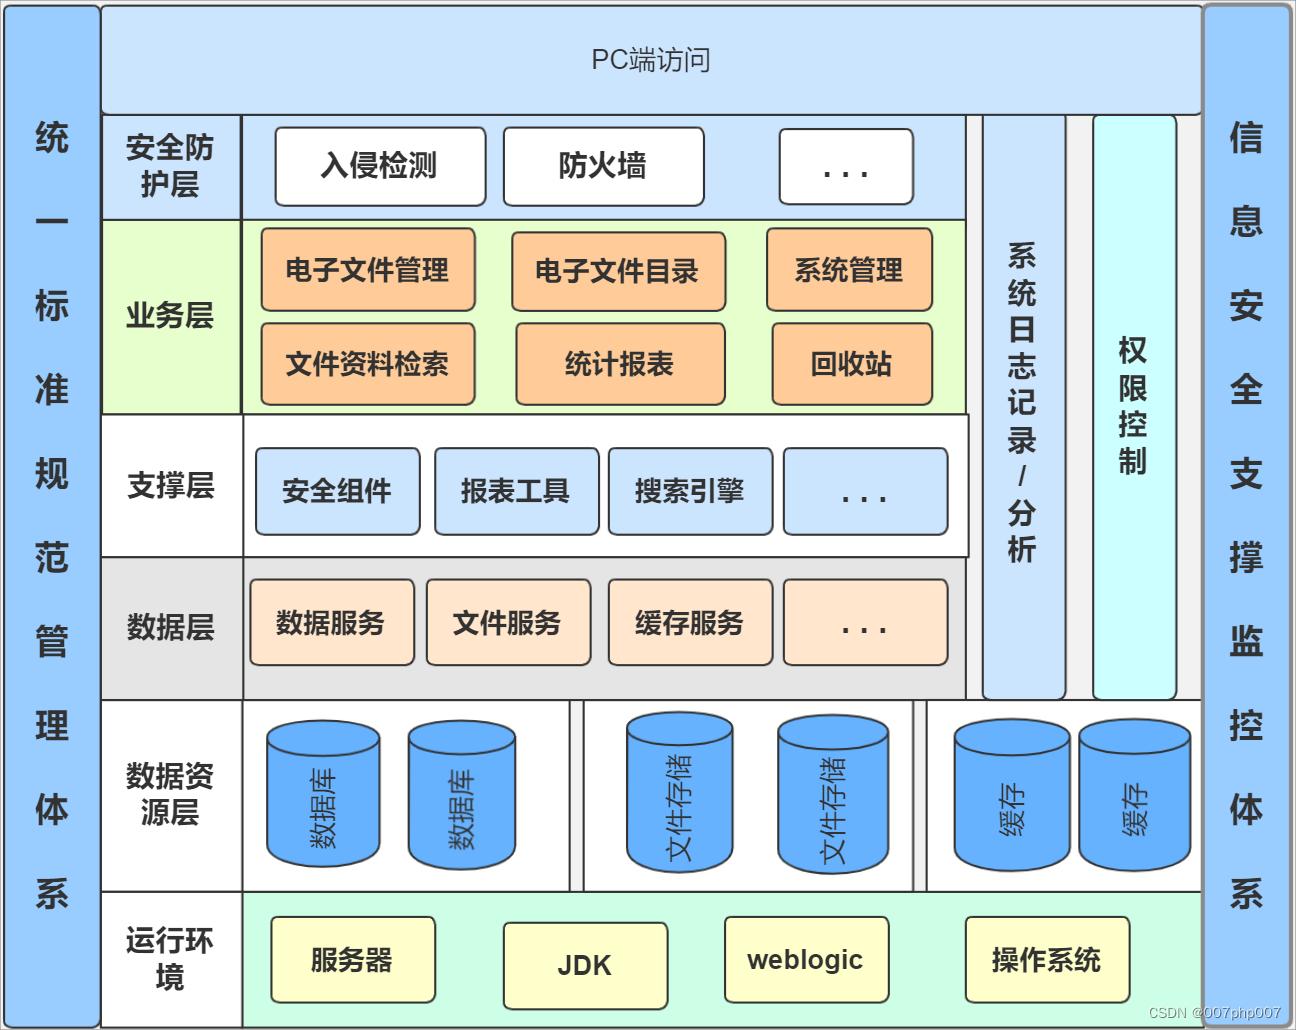 PC端访问
统一标准规范管理体系
安全防
护层
入侵检测
防火墙
...
业务层
电子文件管理
电子文件目录
系统管理
文件资料检索
统计报表
回收站
支撑层
安全组件
报表工具
搜索引擎
...
数据层
数据服务
文件服务
缓存服务
...
系统日志记录/分析
权限控制
数据资
源层
数据库
数据库
文件存储
文件存储
缓存
缓存
运行环
境
服务器
JDK
weblogic
操作系统
信息安全支撑监控体系
CSDN @007php007